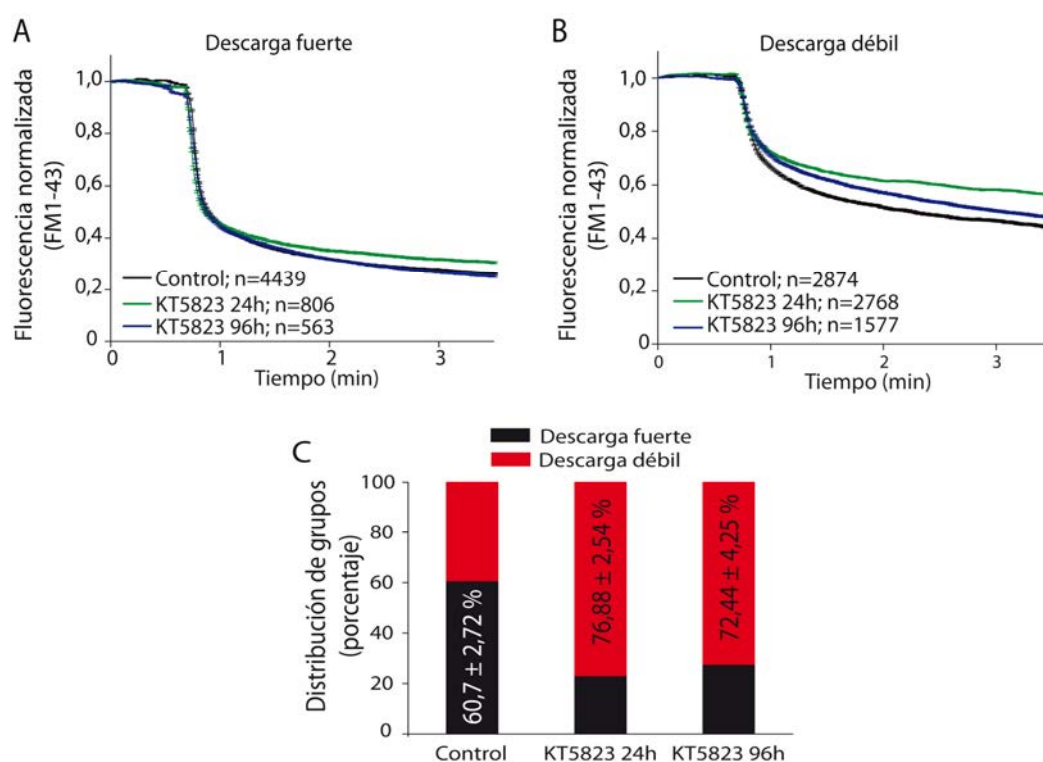 A
Descarga fuerte
Fluorescencia normalizada
(FM1-43)
1,0
0,8
0,6
0,4
0,2
0
Control; n=4439
KT5823 24h; n=806
KT5823 96h; n=563
0 1 2 3
Tiempo (min)
B
Descarga débil
Fluorescencia normalizada
(FM1-43)
1,0
0,8
0,6
0,4
0,2
0
Control; n=2874
KT5823 24h; n=2768
KT5823 96h; n=1577
0 1 2 3
Tiempo (min)
C
Descarga fuerte
Descarga débil
Distribución de grupos
(porcentaje)
100
80
60
40
20
0
60,7 ± 2,72 %
76,88 ± 2,54 %
72,44 ± 4,25 %
Control KT5823 24h KT5823 96h